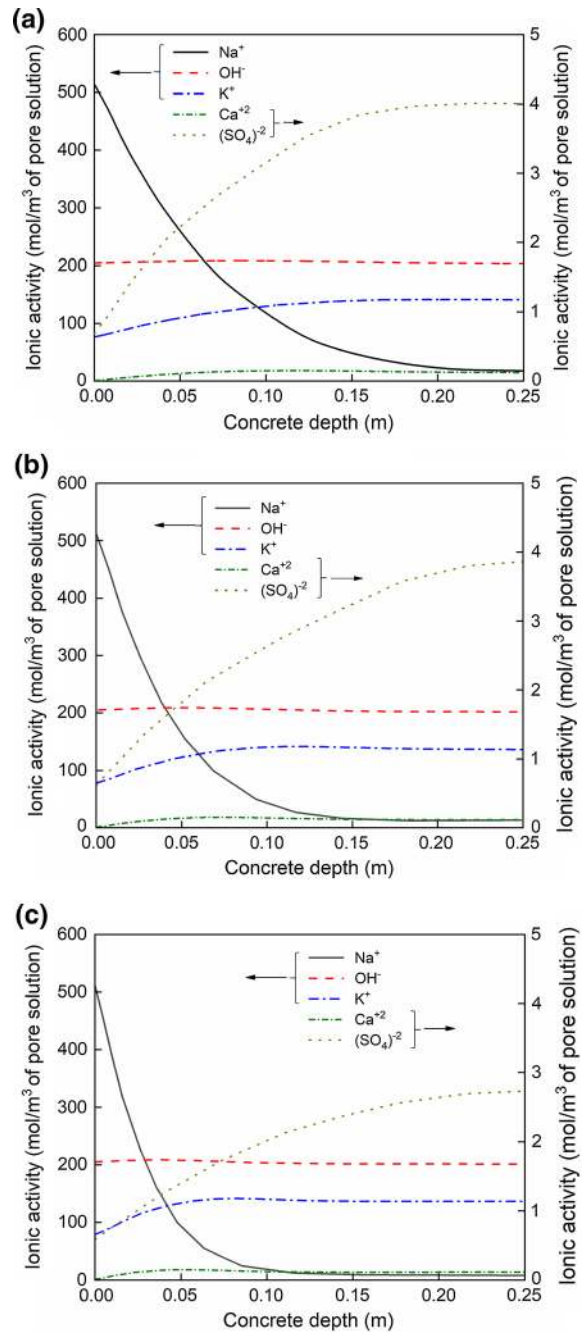 (a)
Ionic activity (mol/m³ of pore solution)
600
500
400
300
200
100
0
Na⁺
OH⁻
K⁺
Ca⁺²
(SO₄)⁻²
5
4
3
2
1
0
Ionic activity (mol/m³ of pore solution)
0.00 0.05 0.10 0.15 0.20 0.25
Concrete depth (m)
(b)
Ionic activity (mol/m³ of pore solution)
600
500
400
300
200
100
0
Na⁺
OH⁻
K⁺
Ca⁺²
(SO₄)⁻²
5
4
3
2
1
0
Ionic activity (mol/m³ of pore solution)
0.00 0.05 0.10 0.15 0.20 0.25
Concrete depth (m)
(c)
Ionic activity (mol/m³ of pore solution)
600
500
400
300
200
100
0
Na⁺
OH⁻
K⁺
Ca⁺²
(SO₄)⁻²
5
4
3
2
1
0
Ionic activity (mol/m³ of pore solution)
0.00 0.05 0.10 0.15 0.20 0.25
Concrete depth (m)